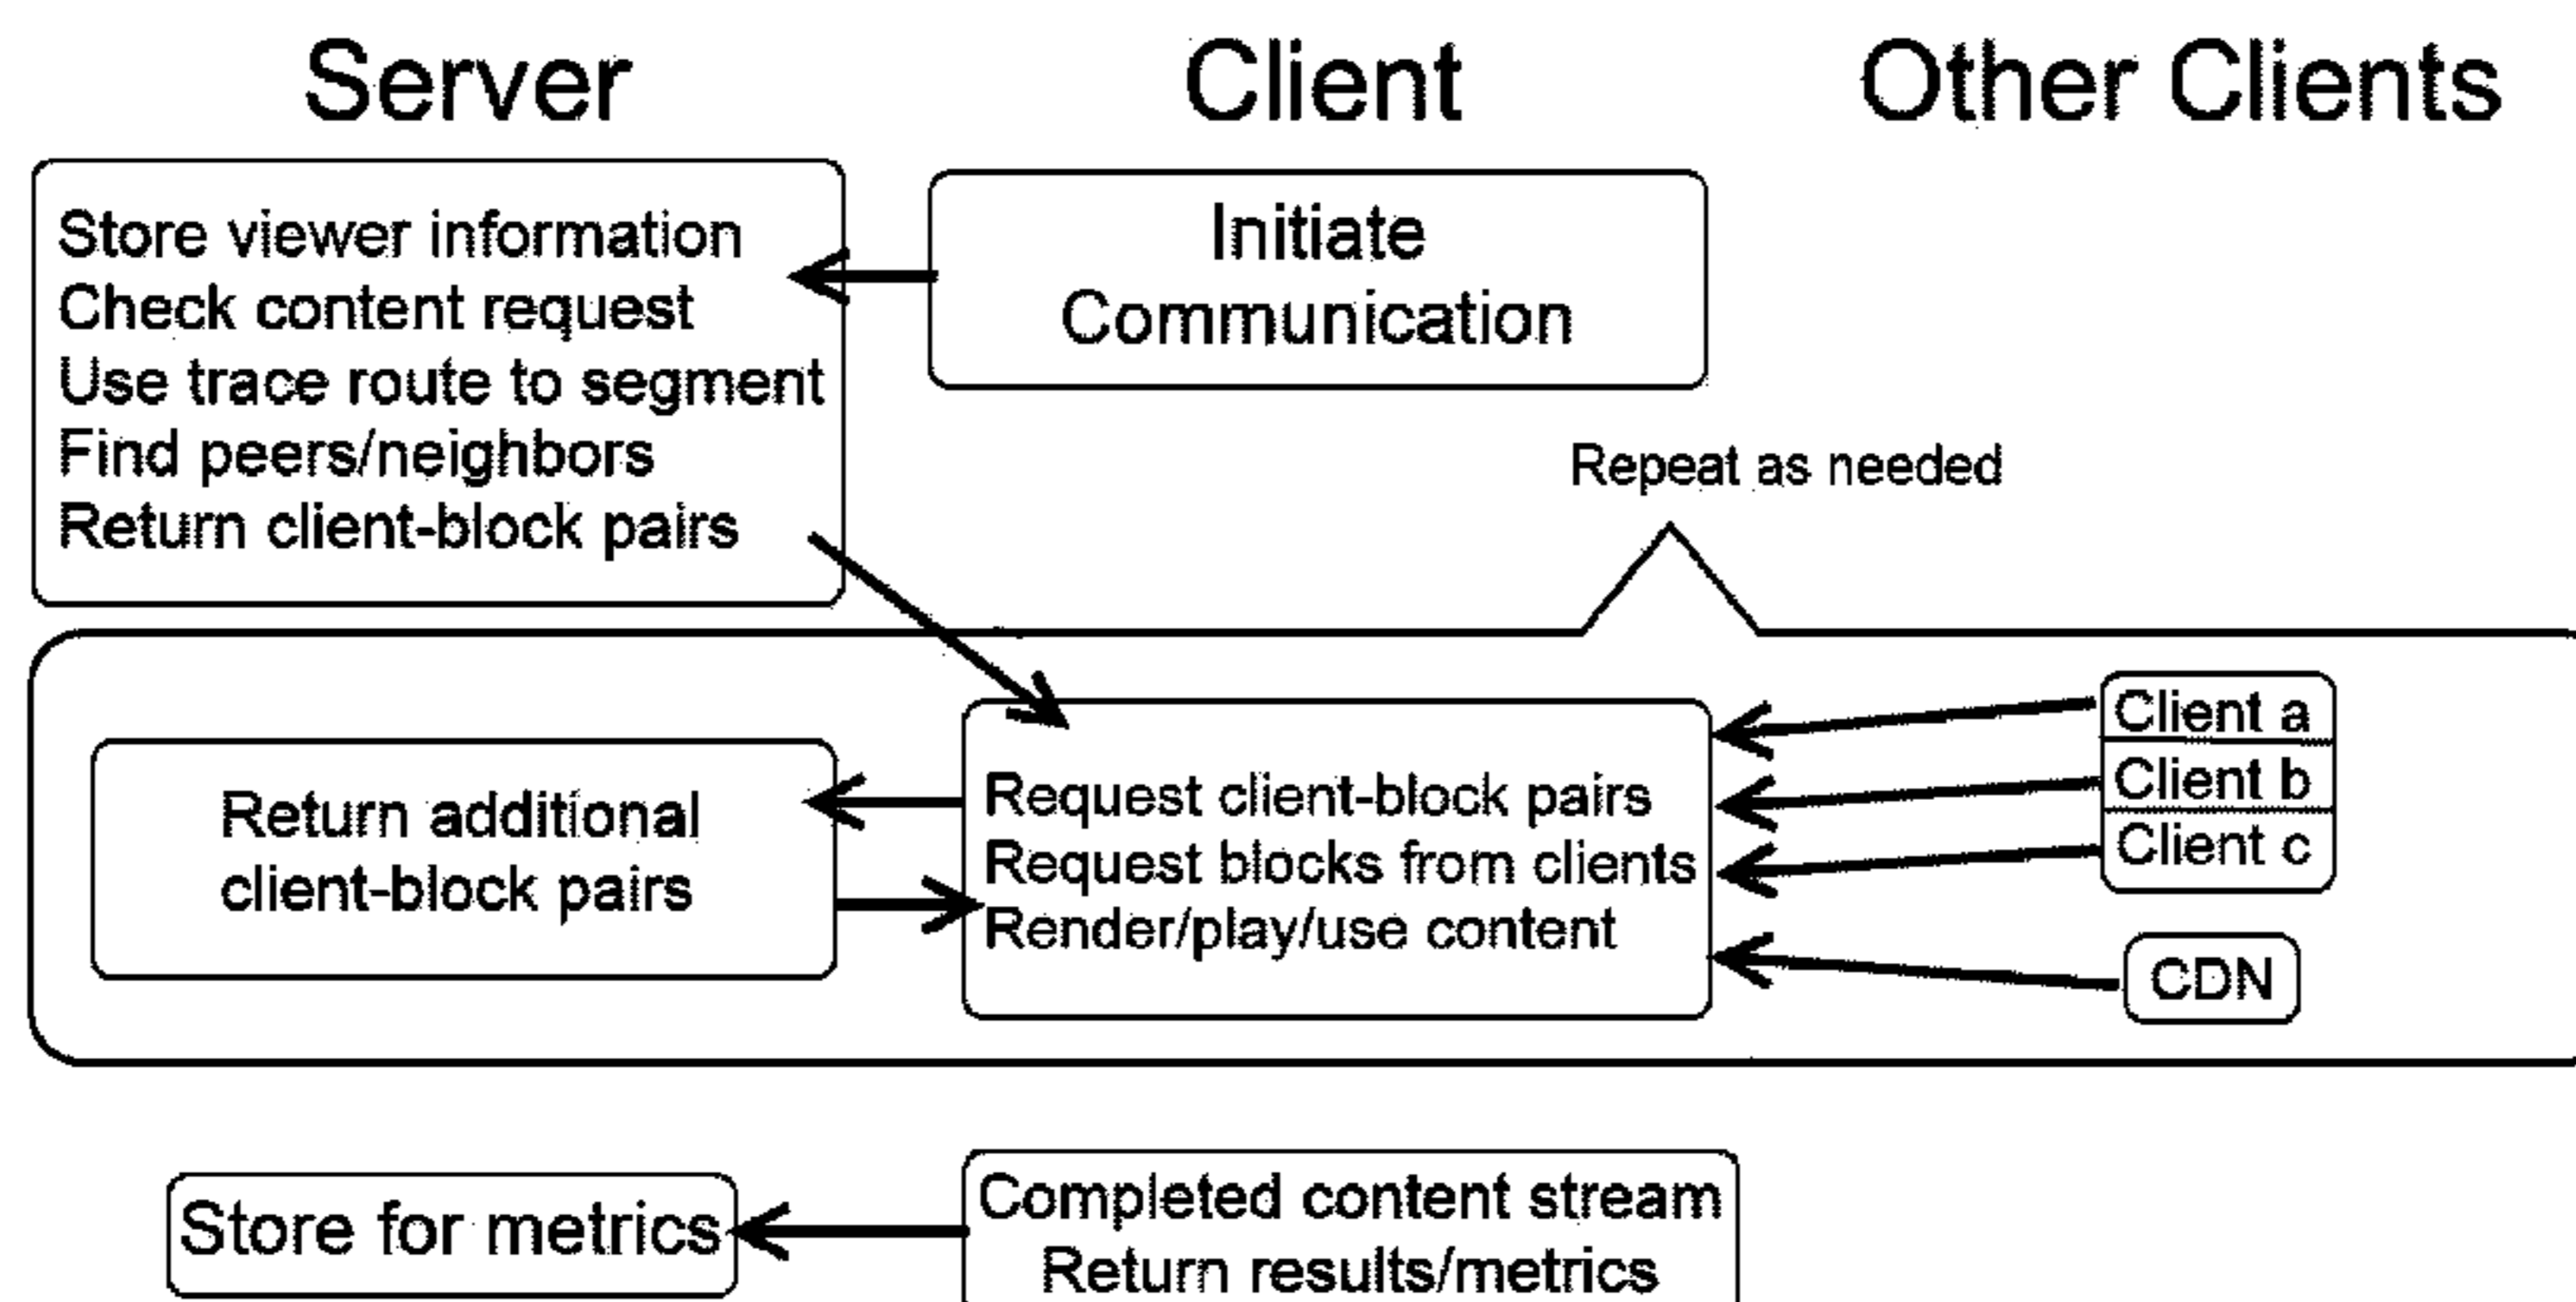 Server
Client
Other Clients
Store viewer information
Check content request
Use trace route to segment
Find peers/neighbors
Return client-block pairs
Initiate
Communication
Repeat as needed
Return additional
client-block pairs
Request client-block pairs
Request blocks from clients
Render/play/use content
Client a
Client b
Client c
CDN
Store for metrics
Completed content stream
Return results/metrics